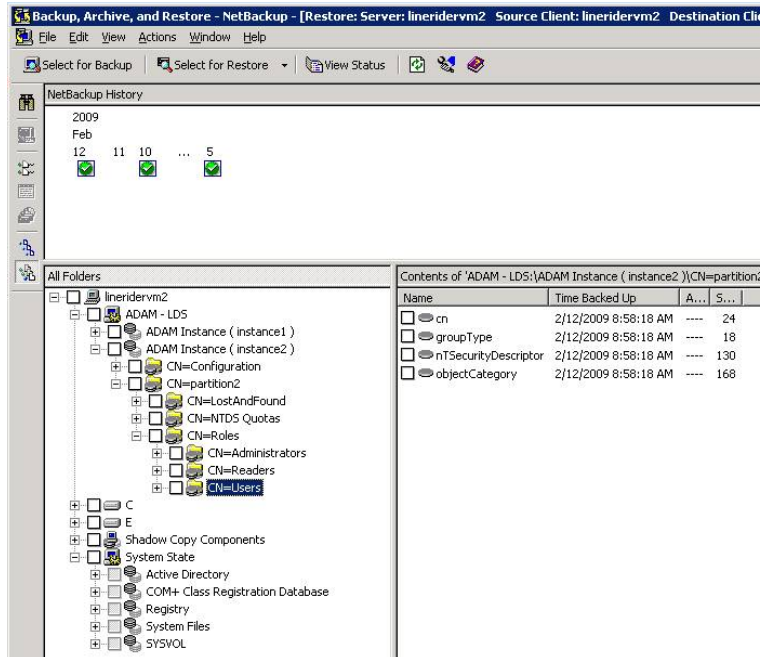 Backup, Archive, and Restore - NetBackup - [Restore: Server: lineridervm2 Source Client: lineridervm2 Destination Cli
File Edit View Actions Window Help
Select for Backup Select for Restore View Status
NetBackup History
2009
Feb
12 11 10 ... 5
All Folders
Contents of 'ADAM - LDS:\ADAM Instance ( instance2 )\CN=partition2
lineridervm2
ADAM - LDS
ADAM Instance ( instance1 )
ADAM Instance ( instance2 )
CN=Configuration
CN=partition2
CN=LostAndFound
CN=NTDS Quotas
CN=Roles
CN=Administrators
CN=Readers
CN=Users
C
E
Shadow Copy Components
System State
Active Directory
COM+ Class Registration Database
Registry
System Files
SYSVOL
Name Time Backed Up A... S...
cn 2/12/2009 8:58:18 AM ---- 24
groupType 2/12/2009 8:58:18 AM ---- 18
nTSecurityDescriptor 2/12/2009 8:58:18 AM ---- 130
objectCategory 2/12/2009 8:58:18 AM ---- 168